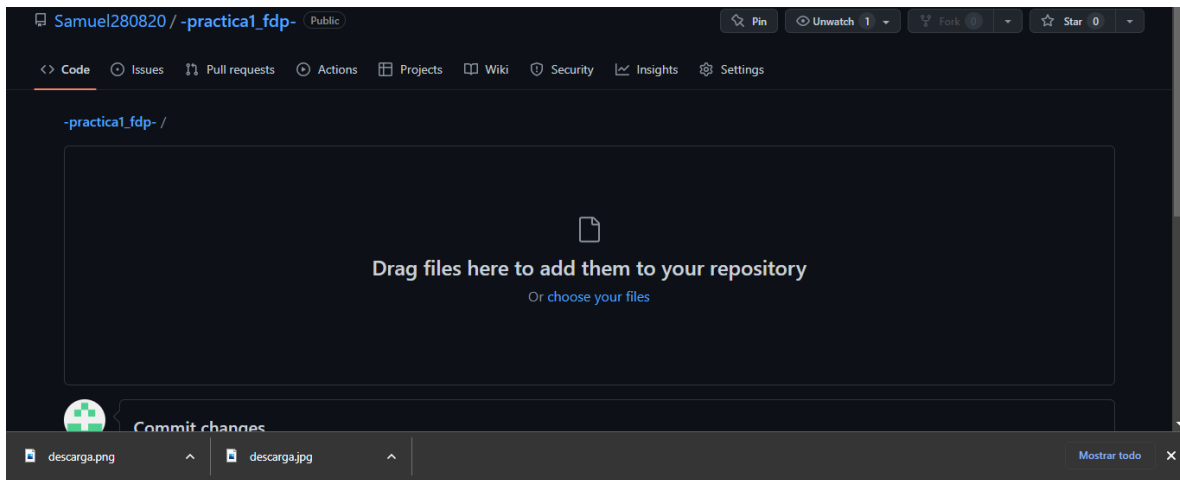 Samuel280820 / -practica1_fdp- Public Pin Unwatch 1 Fork 0 Star 0
<> Code Issues Pull requests Actions Projects Wiki Security Insights Settings
-practica1_fdp- /
Drag files here to add them to your repository
Or choose your files
Commit changes
descarga.png descarga.jpg Mostrar todo